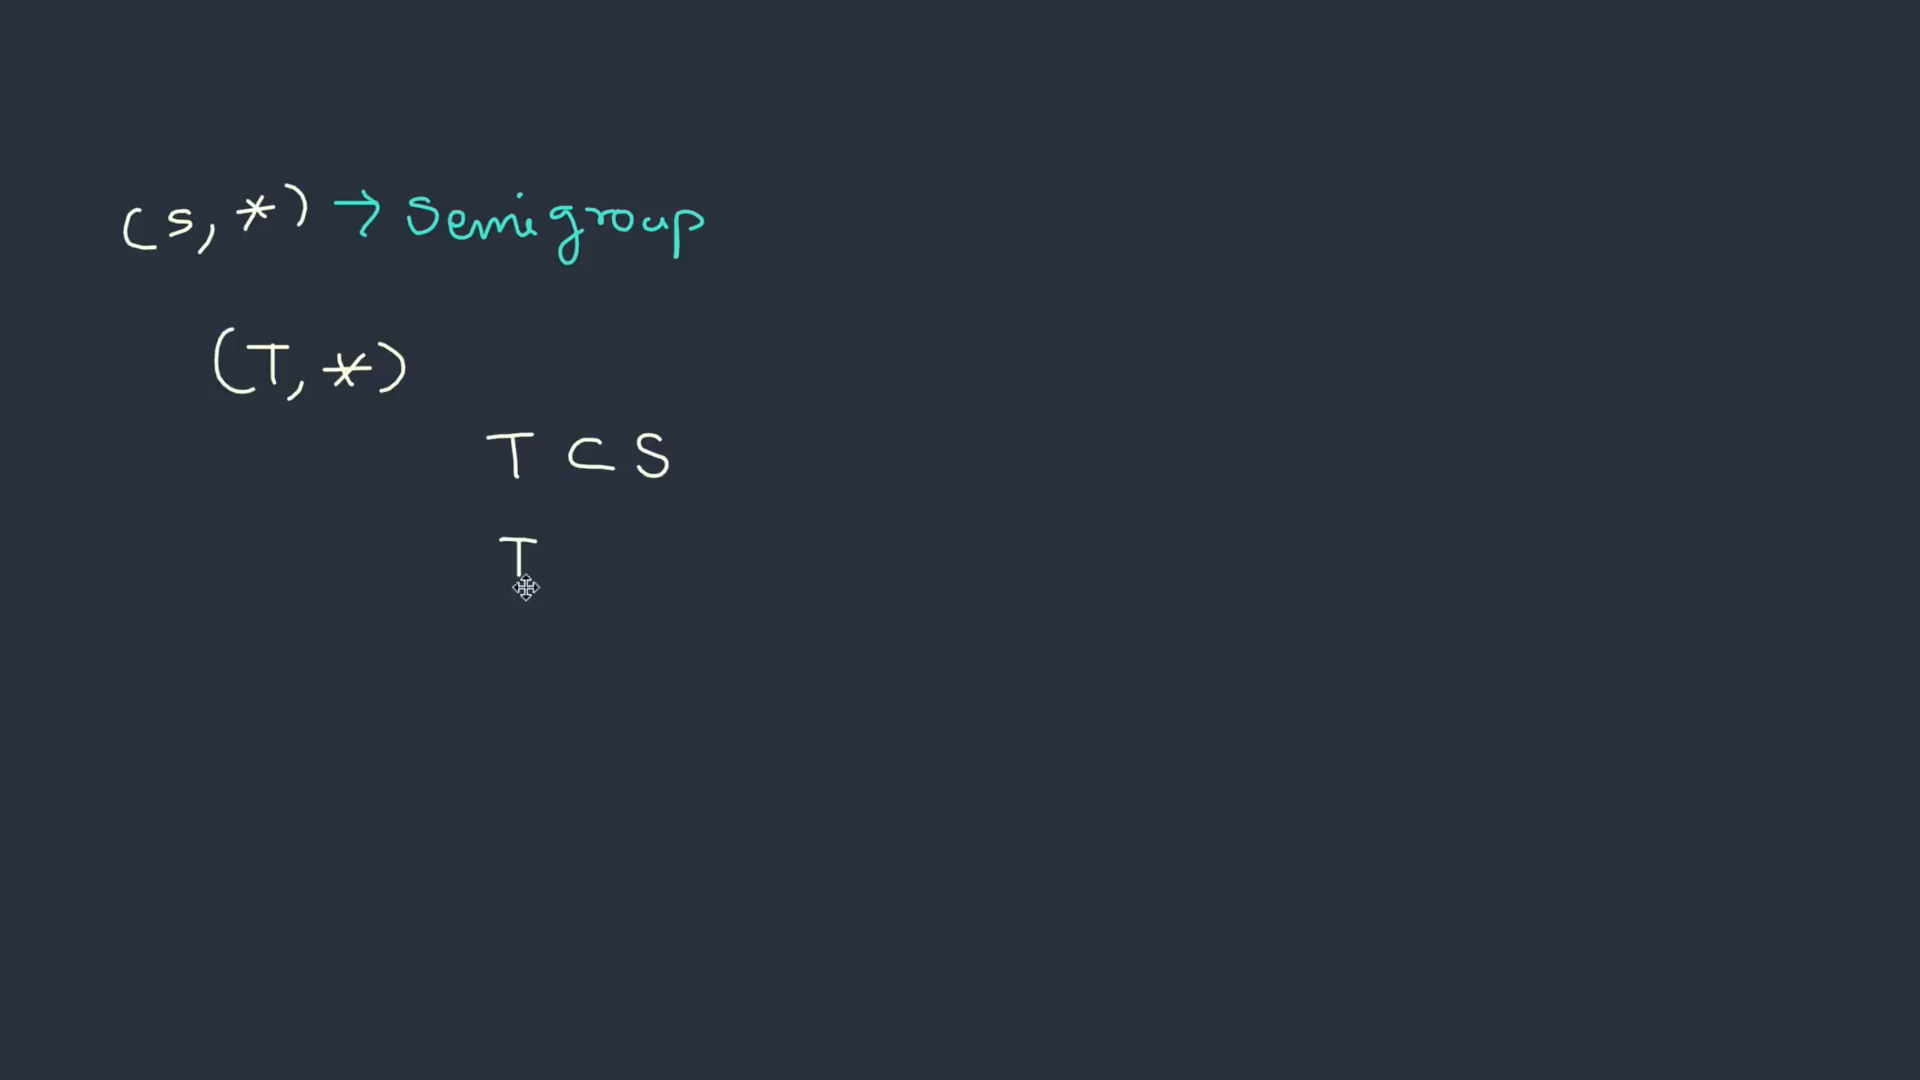 (S, *) → Semigroup
(T, *)
T ⊂ S
T